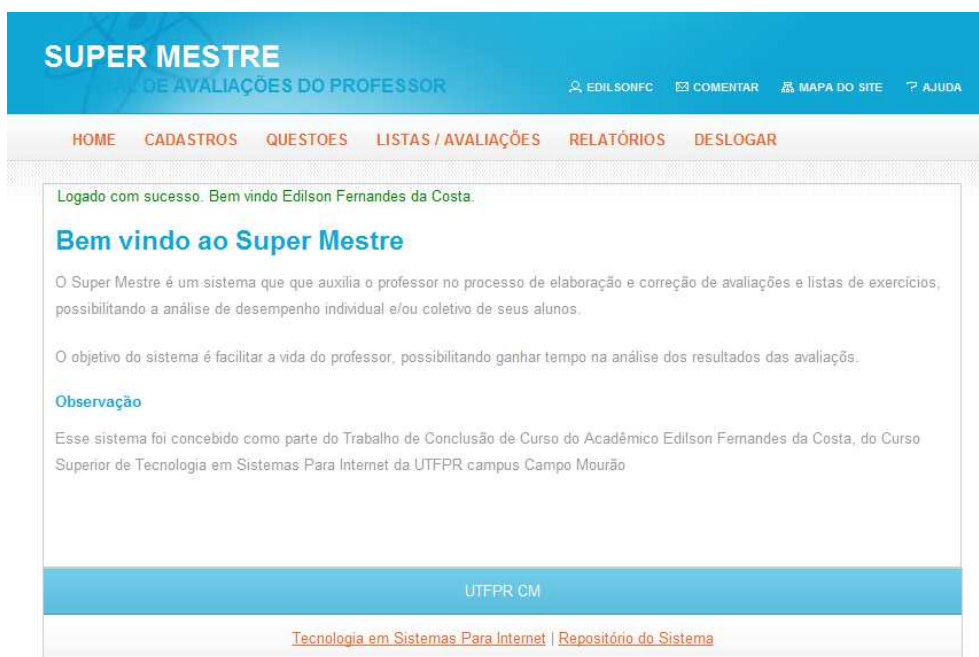 SUPER MESTRE
DE AVALIAÇÕES DO PROFESSOR
EDILSONFC COMENTAR MAPA DO SITE AJUDA
HOME CADASTROS QUESTOES LISTAS / AVALIAÇÕES RELATÓRIOS DESLOGAR
Logado com sucesso. Bem vindo Edilson Fernandes da Costa.
Bem vindo ao Super Mestre
O Super Mestre é um sistema que que auxilia o professor no processo de elaboração e correção de avaliações e listas de exercícios,
possibilitando a análise de desempenho individual e/ou coletivo de seus alunos.
O objetivo do sistema é facilitar a vida do professor, possibilitando ganhar tempo na análise dos resultados das avaliaçõs.
Observação
Esse sistema foi concebido como parte do Trabalho de Conclusão de Curso do Acadêmico Edilson Fernandes da Costa, do Curso
Superior de Tecnologia em Sistemas Para Internet da UTFPR campus Campo Mourão
UTFPR CM
Tecnologia em Sistemas Para Internet | Repositório do Sistema